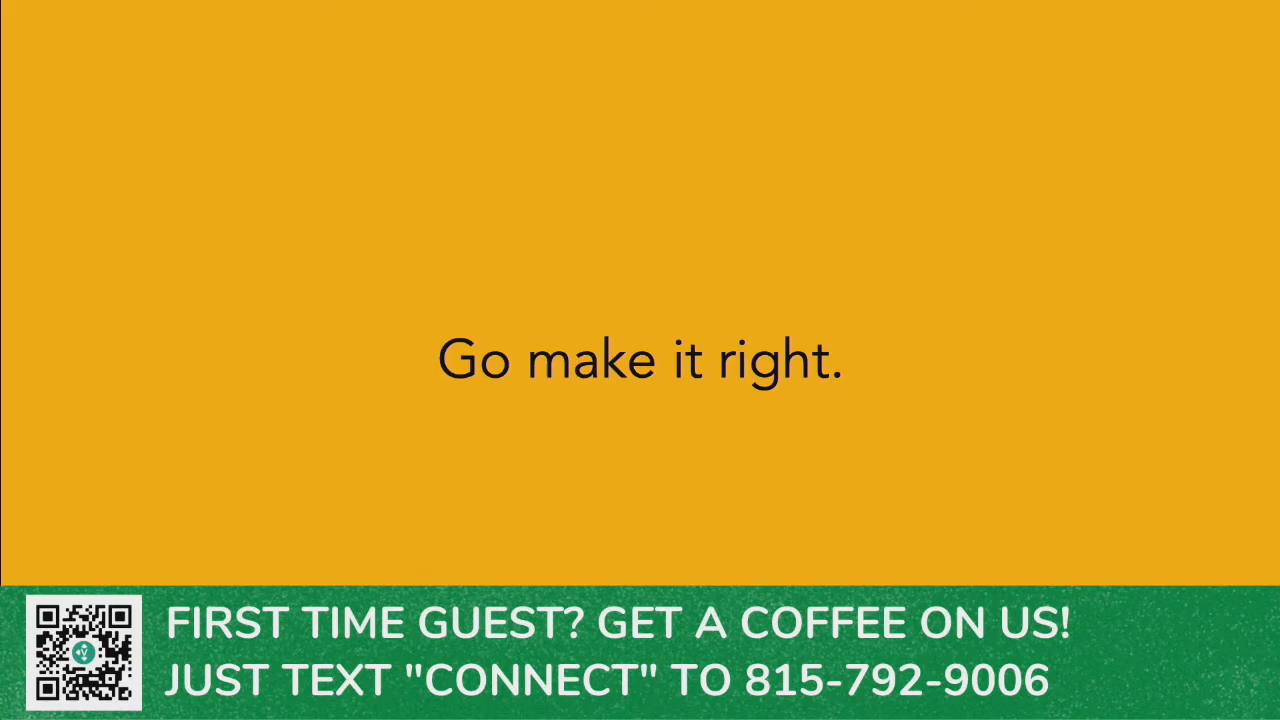 Go make it right.
FIRST TIME GUEST? GET A COFFEE ON US!
JUST TEXT "CONNECT" TO 815-792-9006